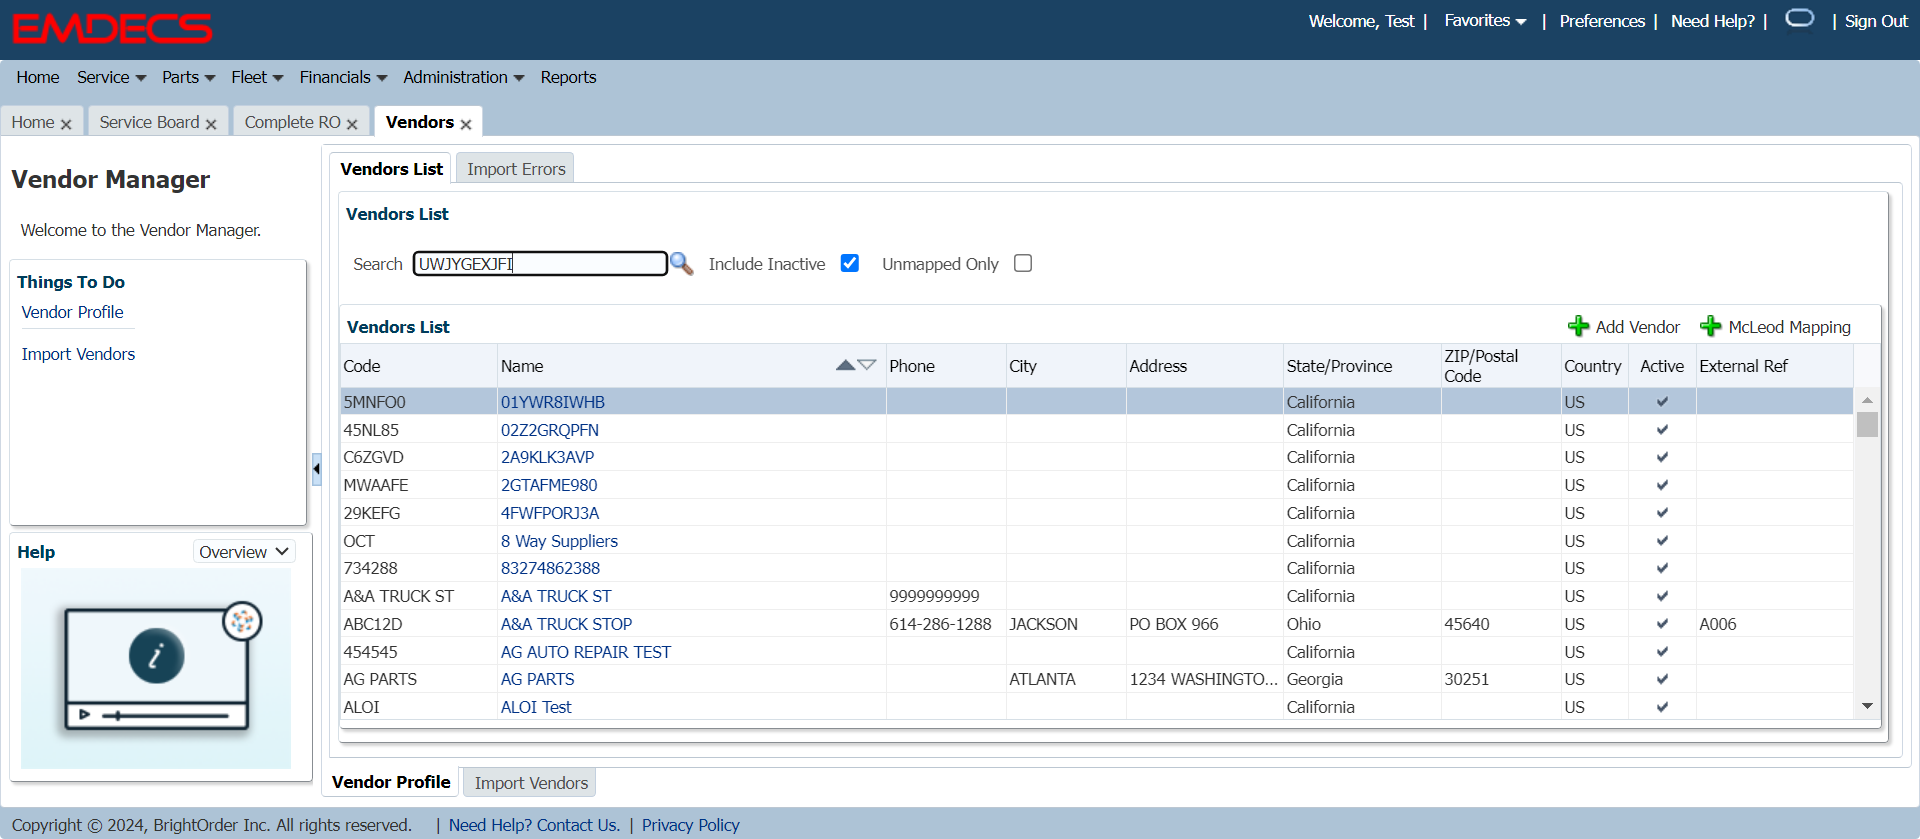 EMDECS
Welcome, Test | Favorites | Preferences | Need Help? | | Sign Out
Home Service Parts Fleet Financials Administration Reports
Home Service Board Complete RO Vendors
Vendor Manager
Welcome to the Vendor Manager.
Things To Do
Vendor Profile
Import Vendors
Help Overview
Vendors List Import Errors
Vendors List
Search UWJYGEXJFI Include Inactive Unmapped Only
Vendors List Add Vendor McLeod Mapping
Code Name Phone City Address State/Province ZIP/Postal Code Country Active External Ref
5MNFO0 01YWR8IWHB California US
45NL85 02Z2GRQPFN California US
C6ZGVD 2A9KLK3AVP California US
MWAAFE 2GTAFME980 California US
29KEFG 4FWFPORJ3A California US
OCT 8 Way Suppliers California US
734288 83274862388 California US
A&A TRUCK ST A&A TRUCK ST 9999999999 California US
ABC12D A&A TRUCK STOP 614-286-1288 JACKSON PO BOX 966 Ohio 45640 US A006
454545 AG AUTO REPAIR TEST California US
AG PARTS AG PARTS ATLANTA 1234 WASHINGTO... Georgia 30251 US
ALOI ALOI Test California US
Vendor Profile Import Vendors
Copyright © 2024, BrightOrder Inc. All rights reserved. | Need Help? Contact Us. | Privacy Policy